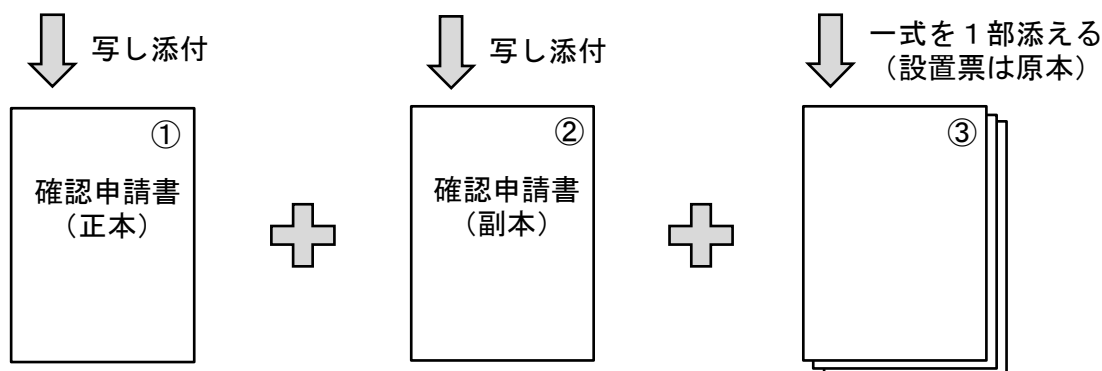 写し添付
写し添付
一式を１部添える
（設置票は原本）
①
確認申請書
（正本）
②
確認申請書
（副本）
③